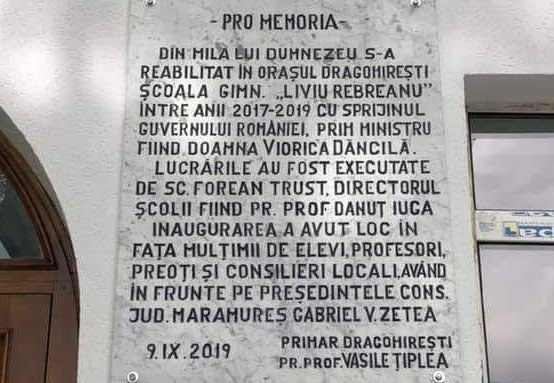 - PRO MEMORIA -
DIN MILA LUI DUMNEZEU S-A
REABILITAT ÎN ORAȘUL DRAGOMIREȘTI
ȘCOALA GIMN. „LIVIU REBREANU"
ÎNTRE ANII 2017-2019 CU SPRIJINUL
GUVERNULUI ROMÂNIEI, PRIM MINISTRU
FIIND DOAMNA VIORICA DĂNCILĂ.
LUCRĂRILE AU FOST EXECUTATE
DE SC. FOREAN TRUST, DIRECTORUL
ȘCOLII FIIND PR. PROF DANUȚ IUGA
INAUGURAREA A AVUT LOC ÎN
FAȚA MULȚIMII DE ELEVI, PROFESORI,
PREOȚI ȘI CONSILIERI LOCALI, AVÂND
ÎN FRUNTE PE PREȘEDINTELE CONS.
JUD. MARAMUREȘ GABRIEL V. ZETEA
9.IX.2019
PRIMAR DRAGOMIREȘTI
PR. PROF. VASILE ȚIPLEA